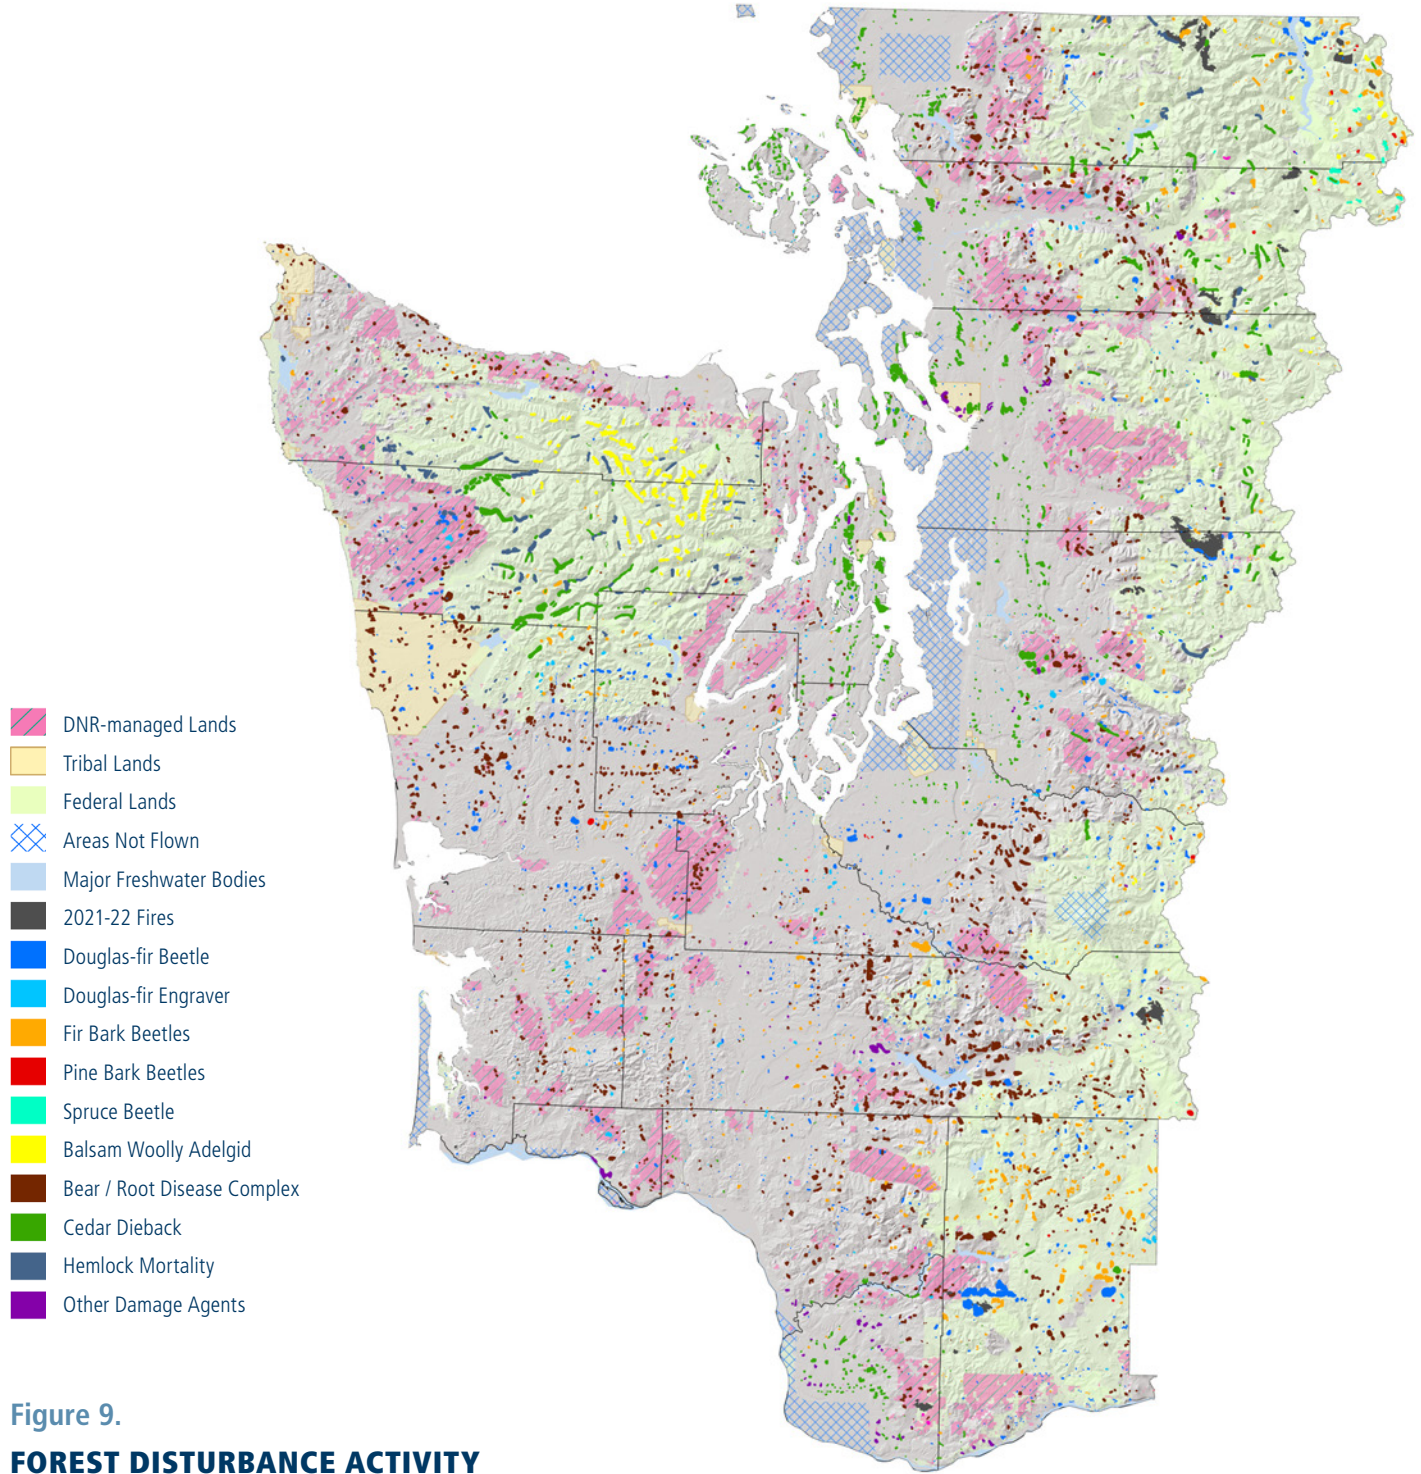 DNR-managed Lands
Tribal Lands
Federal Lands
Areas Not Flown
Major Freshwater Bodies
2021-22 Fires
Douglas-fir Beetle
Douglas-fir Engraver
Fir Bark Beetles
Pine Bark Beetles
Spruce Beetle
Balsam Woolly Adelgid
Bear / Root Disease Complex
Cedar Dieback
Hemlock Mortality
Other Damage Agents
Figure 9.
FOREST DISTURBANCE ACTIVITY